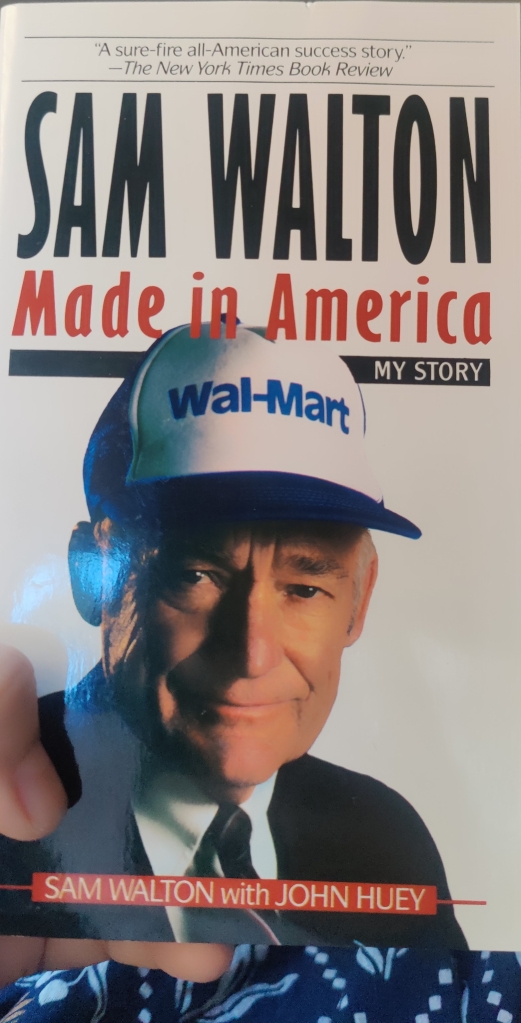 "A sure-fire all-American success story."
—The New York Times Book Review
SAM WALTON
Made in America
MY STORY
Wal-Mart
SAM WALTON with JOHN HUEY